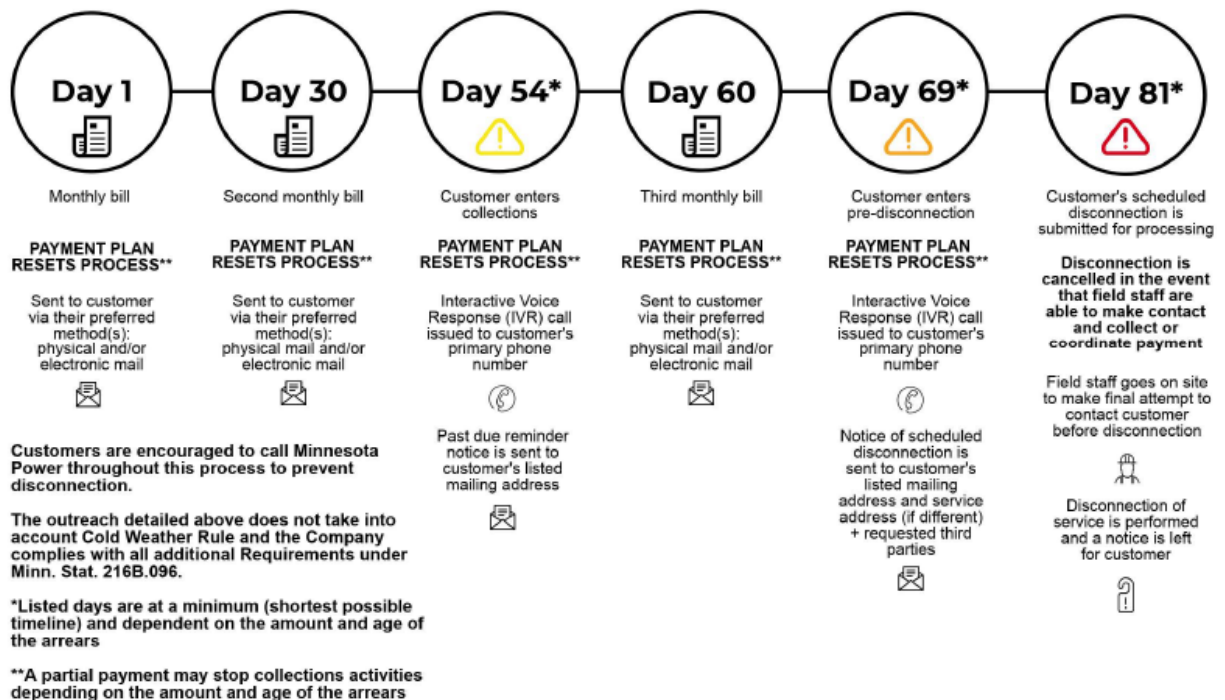 Day 1
Monthly bill
PAYMENT PLAN
RESETS PROCESS**
Sent to customer
via their preferred
method(s):
physical and/or
electronic mail
Day 30
Second monthly bill
PAYMENT PLAN
RESETS PROCESS**
Sent to customer
via their preferred
method(s):
physical mail and/or
electronic mail
Day 54*
Customer enters
collections
PAYMENT PLAN
RESETS PROCESS**
Interactive Voice
Response (IVR) call
issued to customer's
primary phone
number
Past due reminder
notice is sent to
customer's listed
mailing address
Day 60
Third monthly bill
PAYMENT PLAN
RESETS PROCESS**
Sent to customer
via their preferred
method(s):
physical mail and/or
electronic mail
Day 69*
Customer enters
pre-disconnection
PAYMENT PLAN
RESETS PROCESS**
Interactive Voice
Response (IVR) call
issued to customer's
primary phone
number
Notice of scheduled
disconnection is
sent to customer's
listed mailing
address and service
address (if different)
+ requested third
parties
Day 81*
Customer's scheduled
disconnection is
submitted for processing
Disconnection is
cancelled in the event
that field staff are
able to make contact
and collect or
coordinate payment
Field staff goes on site
to make final attempt to
contact customer
before disconnection
Disconnection of
service is performed
and a notice is left
for customer
Customers are encouraged to call Minnesota
Power throughout this process to prevent
disconnection.
The outreach detailed above does not take into
account Cold Weather Rule and the Company
complies with all additional Requirements under
Minn. Stat. 216B.096.
*Listed days are at a minimum (shortest possible
timeline) and dependent on the amount and age of
the arrears
**A partial payment may stop collections activities
depending on the amount and age of the arrears